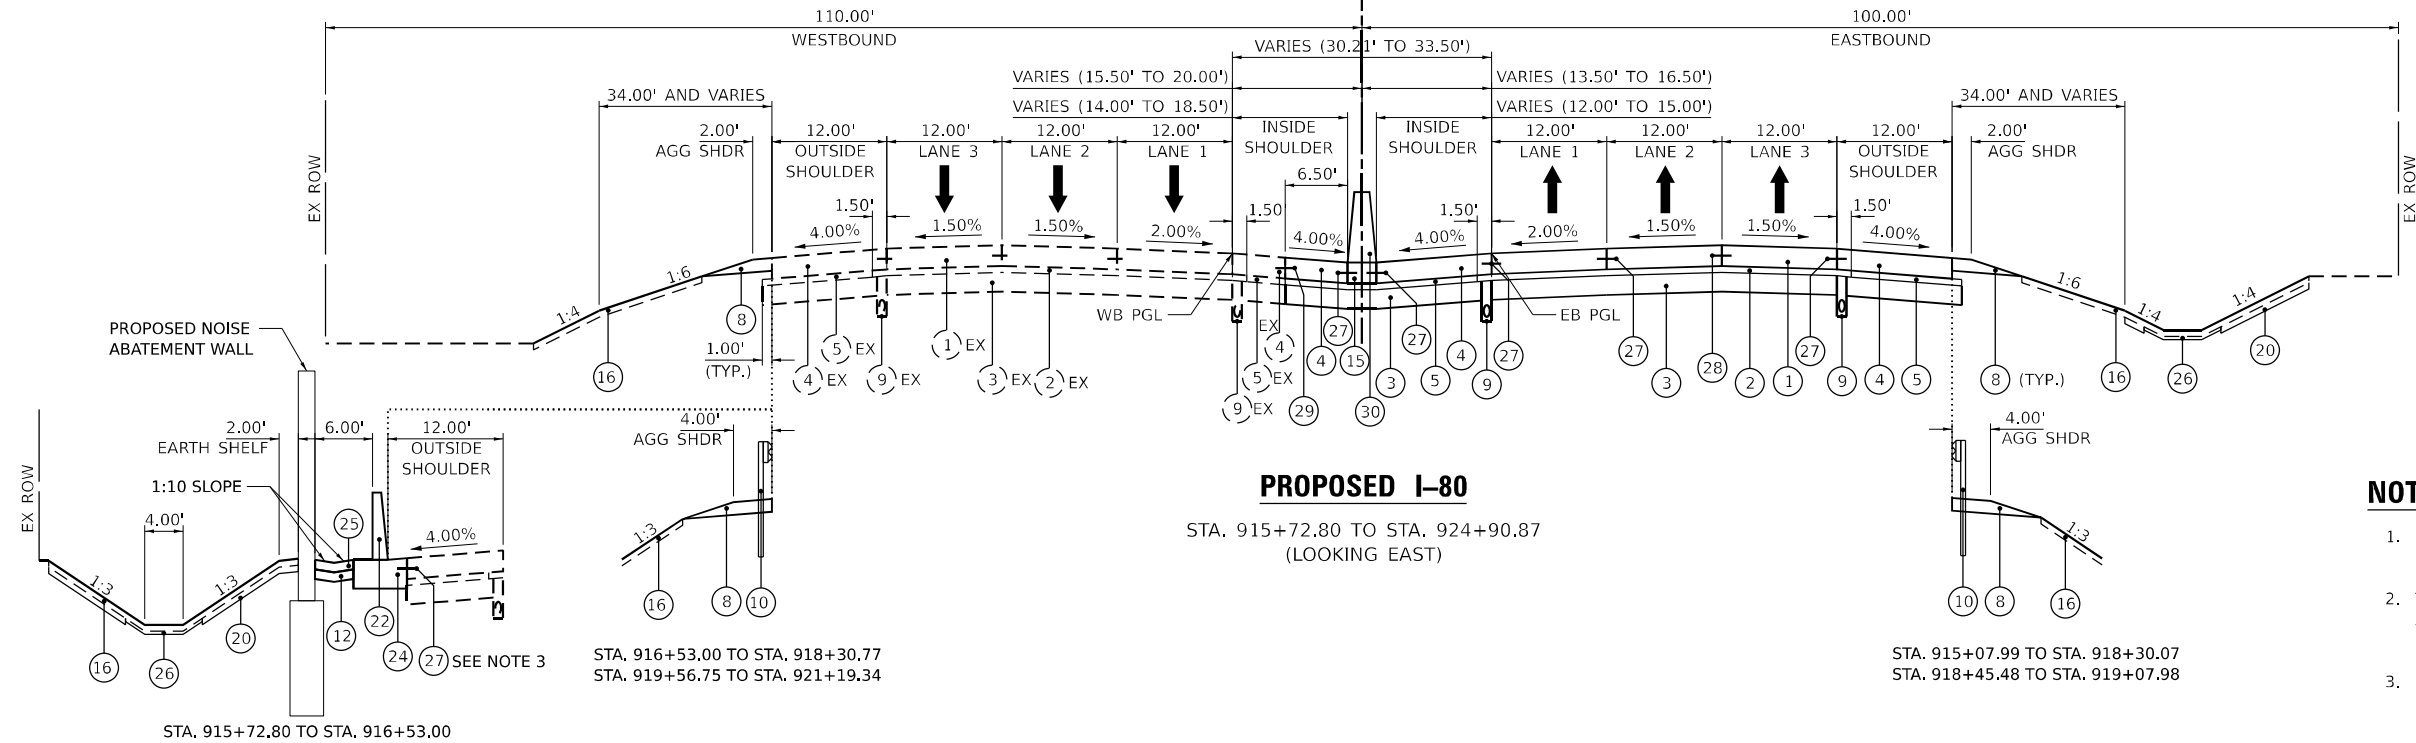 110.00'
100.00'
WESTBOUND
EASTBOUND
VARIES (30.21' TO 33.50')
VARIES (15.50' TO 20.00')
VARIES (13.50' TO 16.50')
34.00' AND VARIES
VARIES (14.00' TO 18.50')
VARIES (12.00' TO 15.00')
34.00' AND VARIES
2.00'
AGG SHDR
12.00'
OUTSIDE
SHOULDER
12.00'
LANE 3
12.00'
LANE 2
12.00'
LANE 1
INSIDE
SHOULDER
INSIDE
SHOULDER
12.00'
LANE 1
12.00'
LANE 2
12.00'
LANE 3
12.00'
OUTSIDE
SHOULDER
2.00'
AGG SHDR
EX ROW
EX ROW
6.50'
1.50'
1.50'
1.50'
1.50'
4.00%
1.50%
1.50%
2.00%
4.00%
4.00%
2.00%
1.50%
1.50%
4.00%
1:4
1:6
1:6
1:4
1:4
WB PGL
EB PGL
PROPOSED NOISE
ABATEMENT WALL
1.00'
(TYP.)
16
8
4 EX
5 EX
9 EX
1 EX
3 EX
2 EX
9 EX
5 EX
EX
4
29
4
27
15
30
3
27
5
4
9
27
27
3
28
2
1
27
9
4
5
8 (TYP.)
16
26
20
2.00'
EARTH SHELF
6.00'
12.00'
OUTSIDE
SHOULDER
4.00'
AGG SHDR
4.00'
AGG SHDR
EX ROW
1:10 SLOPE
4.00'
25
4.00%
1:3
1:3
16
26
20
12
22
24
27 SEE NOTE 3
STA. 915+72.80 TO STA. 916+53.00
1:3
16
8
10
STA. 916+53.00 TO STA. 918+30.77
STA. 919+56.75 TO STA. 921+19.34
PROPOSED I-80
STA. 915+72.80 TO STA. 924+90.87
(LOOKING EAST)
1:3
10
8
16
STA. 915+07.99 TO STA. 918+30.07
STA. 918+45.48 TO STA. 919+07.98
NOT
1.
2.
3.